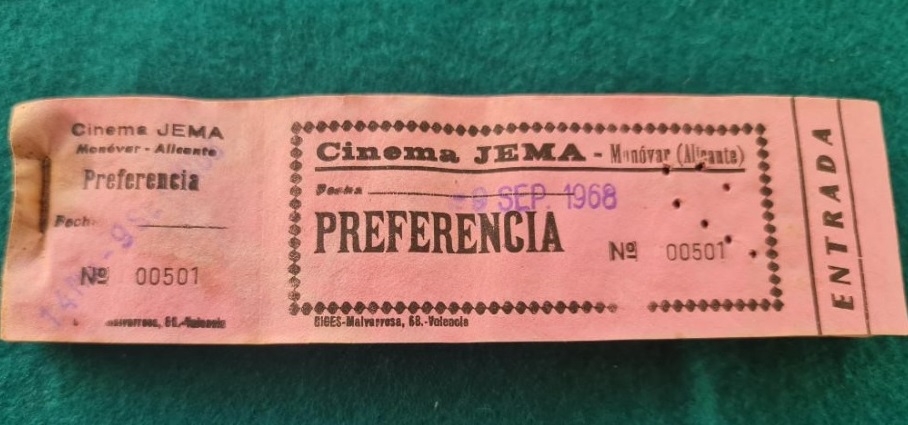 Cinema JEMA
Monóvar - Alicante
Preferencia
Fecha
Nº 00501
Malvarrosa, 68.-Valencia
Cinema JEMA - Monóvar (Alicante)
Fecha
9 SEP. 1968
PREFERENCIA
Nº 00501
Malvarrosa, 68.-Valencia
ENTRADA